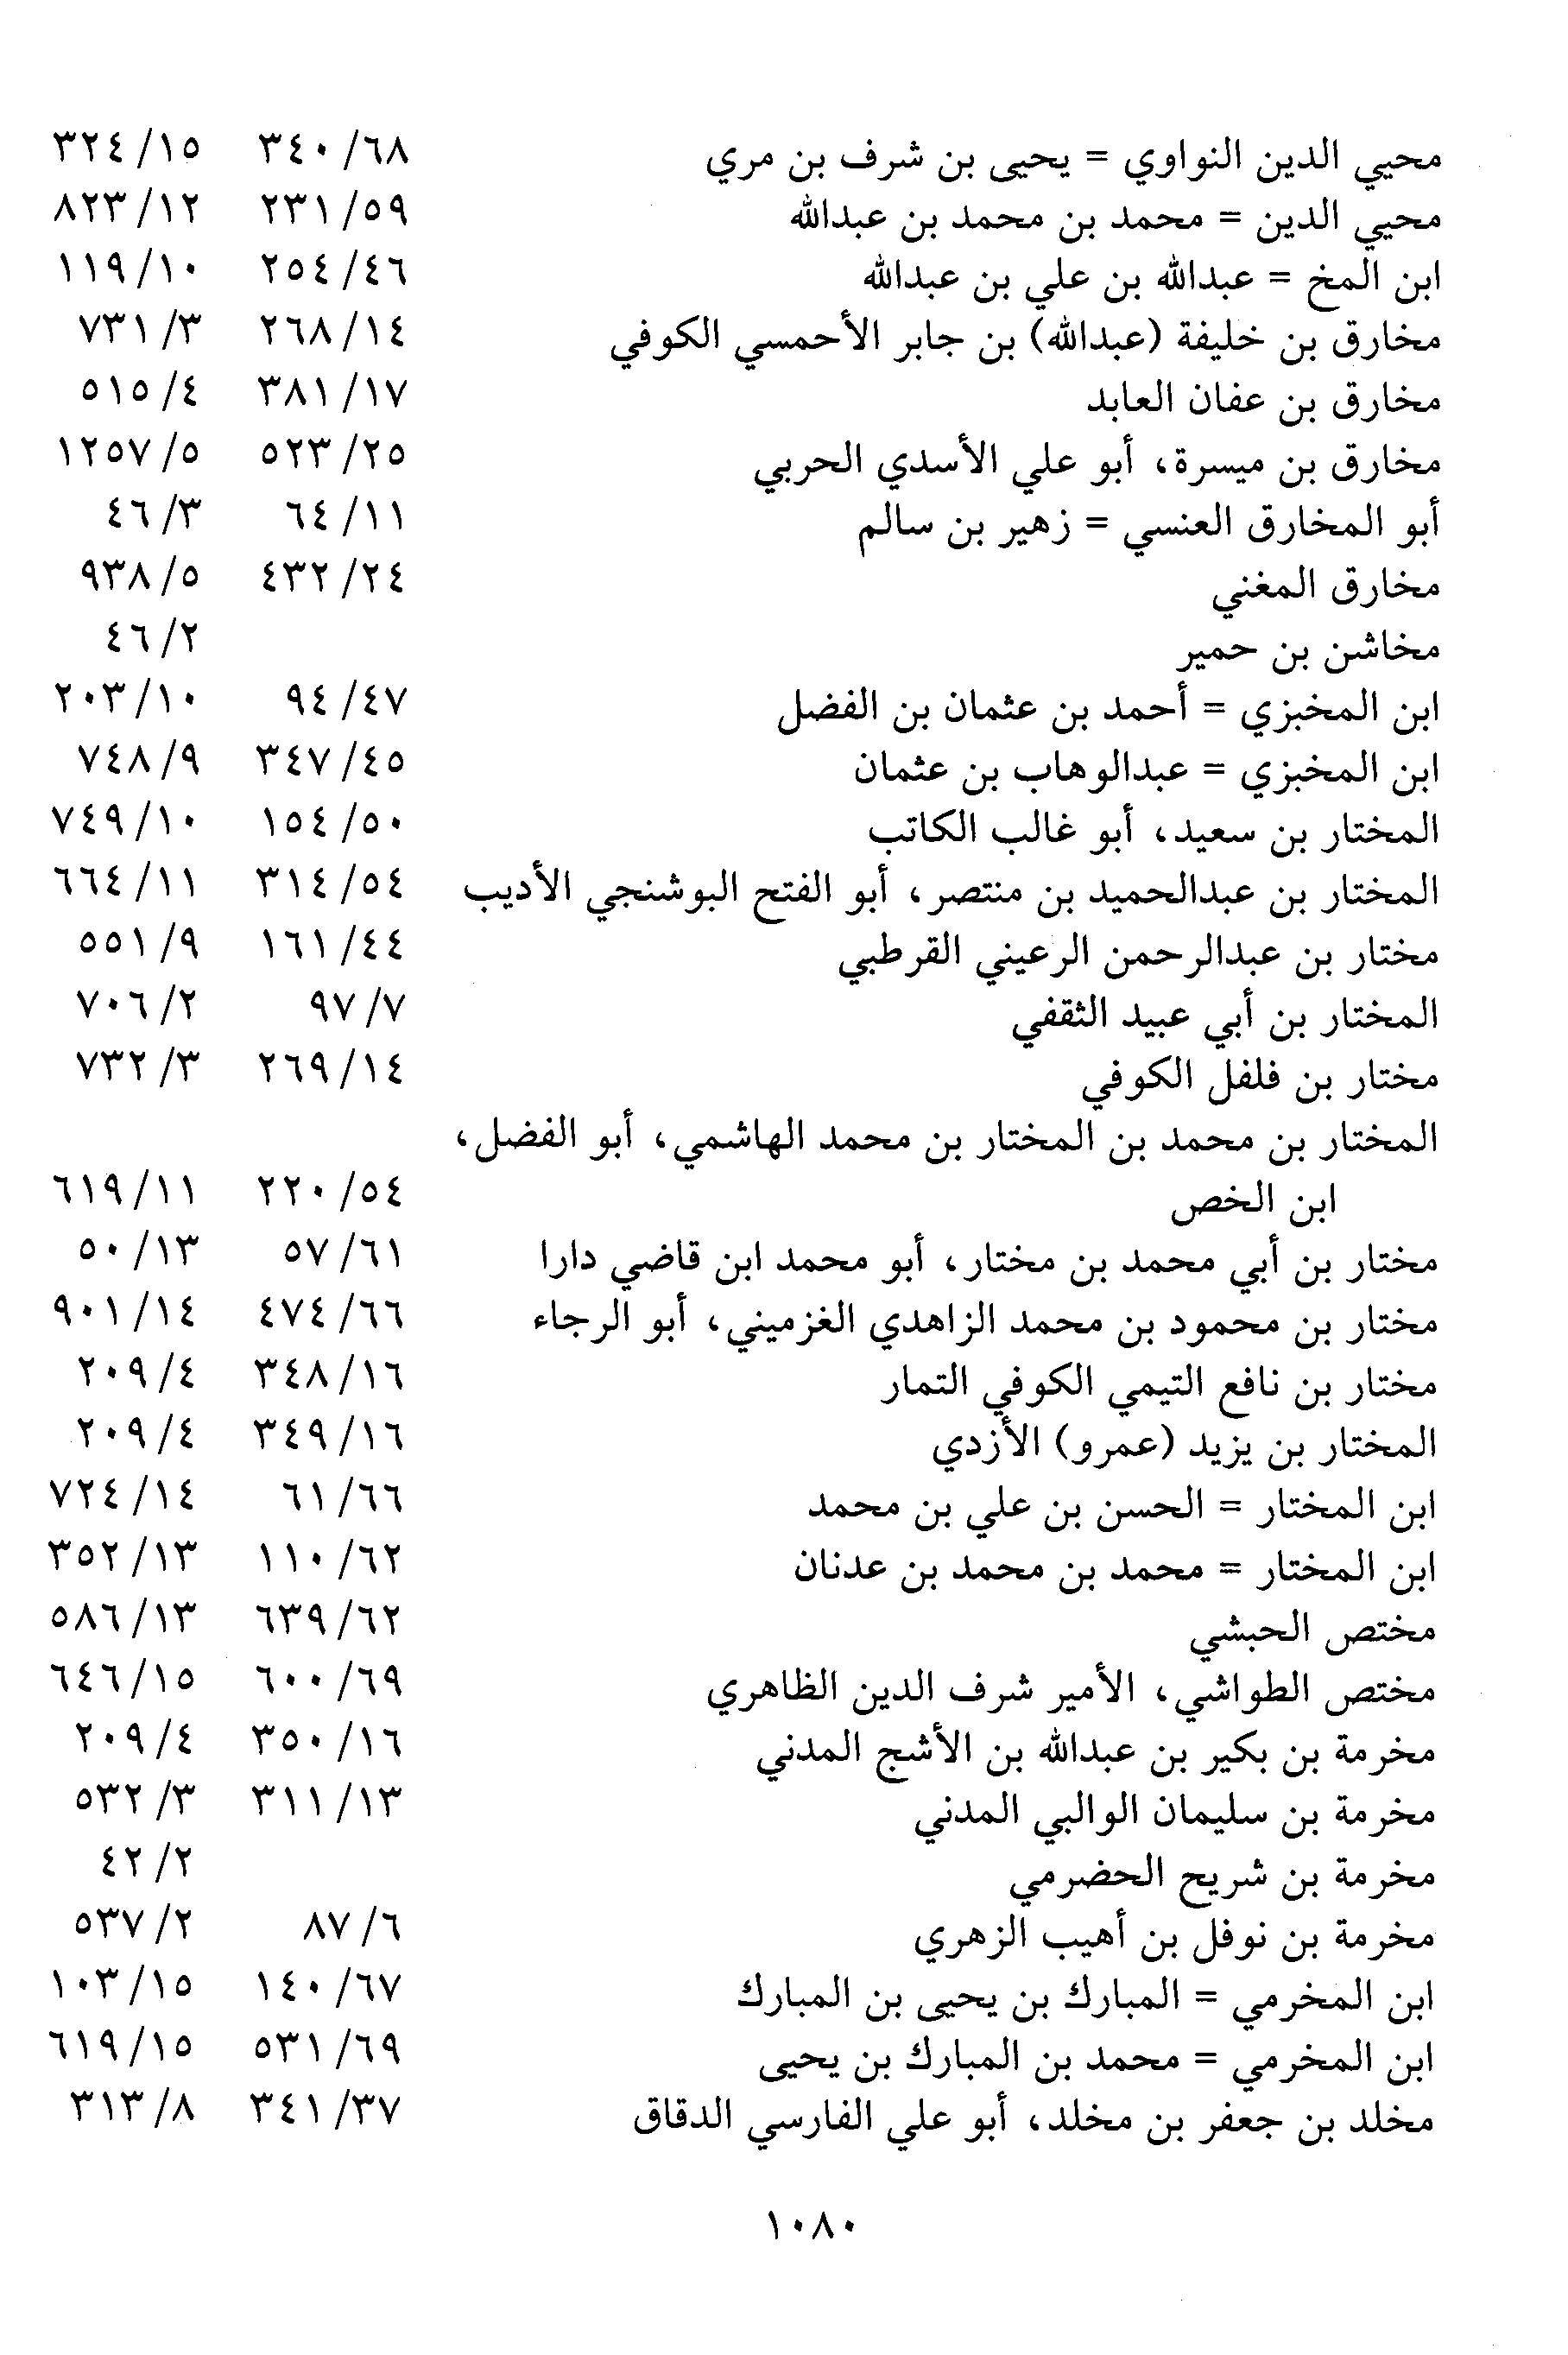 محيي الدين النواوي = يحيى بن شرف بن مري ٦٨/ ٣٤٠ ١٥/ ٣٢٤
محيي الدين = محمد بن محمد بن عبدالله ٥٩/ ٢٣١ ١٢/ ٨٢٣
ابن المخ = عبدالله بن علي بن عبدالله ٤٦/ ٢٥٤ ١٠/ ١١٩
مخارق بن خليفة (عبدالله) بن جابر الأحمسي الكوفي ١٤/ ٢٦٨ ٣/ ٧٣١
مخارق بن عفان العابد ١٧/ ٣٨١ ٤/ ٥١٥
مخارق بن ميسرة، أبو علي الأسدي الحربي ٢٥/ ٥٢٣ ٥/ ١٢٥٧
أبو المخارق العنسي = زهير بن سالم ١١/ ٦٤ ٣/ ٤٦
مخارق المغني ٢٤/ ٤٣٢ ٥/ ٩٣٨
مخاشن بن حمير ٢/ ٤٦
ابن المخبزي = أحمد بن عثمان بن الفضل ٤٧/ ٩٤ ١٠/ ٢٠٣
ابن المخبزي = عبدالوهاب بن عثمان ٤٥/ ٣٤٧ ٩/ ٧٤٨
المختار بن سعيد، أبو غالب الكاتب ٥٠/ ١٥٤ ١٠/ ٧٤٩
المختار بن عبدالحميد بن منتصر، أبو الفتح البوشنجي الأديب ٥٤/ ٣١٤ ١١/ ٦٦٤
مختار بن عبدالرحمن الرعيني القرطبي ٤٤/ ١٦١ ٩/ ٥٥١
المختار بن أبي عبيد الثقفي ٧/ ٩٧ ٢/ ٧٠٦
مختار بن فلفل الكوفي ١٤/ ٢٦٩ ٣/ ٧٣٢
المختار بن محمد بن المختار بن محمد الهاشمي، أبو الفضل،
ابن الخص ٥٤/ ٢٢٠ ١١/ ٦١٩
مختار بن أبي محمد بن مختار، أبو محمد ابن قاضي دارا ٦١/ ٥٧ ١٣/ ٥٠
مختار بن محمود بن محمد الزاهدي الغزميني، أبو الرجاء ٦٦/ ٤٧٤ ١٤/ ٩٠١
مختار بن نافع التيمي الكوفي التمار ١٦/ ٣٤٨ ٤/ ٢٠٩
المختار بن يزيد (عمرو) الأزدي ١٦/ ٣٤٩ ٤/ ٢٠٩
ابن المختار = الحسن بن علي بن محمد ٦٦/ ٦١ ١٤/ ٧٢٤
ابن المختار = محمد بن محمد بن عدنان ٦٢/ ١١٠ ١٣/ ٣٥٢
مختص الحبشي ٦٢/ ٦٣٩ ١٣/ ٥٨٦
مختص الطواشي، الأمير شرف الدين الظاهري ٦٩/ ٦٠٠ ١٥/ ٦٤٦
مخرمة بن بكير بن عبدالله بن الأشج المدني ١٦/ ٣٥٠ ٤/ ٢٠٩
مخرمة بن سليمان الوالبي المدني ١٣/ ٣١١ ٣/ ٥٣٢
مخرمة بن شريح الحضرمي ٢/ ٤٢
مخرمة بن نوفل بن أهيب الزهري ٦/ ٨٧ ٢/ ٥٣٧
ابن المخرمي = المبارك بن يحيى بن المبارك ٦٧/ ١٤٠ ١٥/ ١٠٣
ابن المخرمي = محمد بن المبارك بن يحيى ٦٩/ ٥٣١ ١٥/ ٦١٩
مخلد بن جعفر بن مخلد، أبو علي الفارسي الدقاق ٣٧/ ٣٤١ ٨/ ٣١٣
١٠٨٠